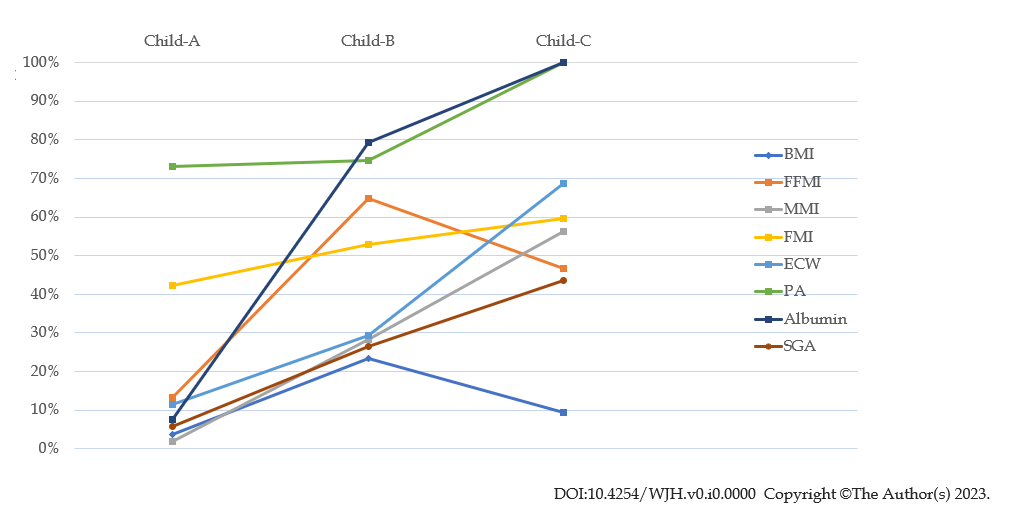 Child-A Child-B Child-C
100%
90%
80%
70%
60%
50%
40%
30%
20%
10%
0%
BMI
FFMI
MMI
FMI
ECW
PA
Albumin
SGA
DOI:10.4254/WJH.v0.i0.0000 Copyright ©The Author(s) 2023.